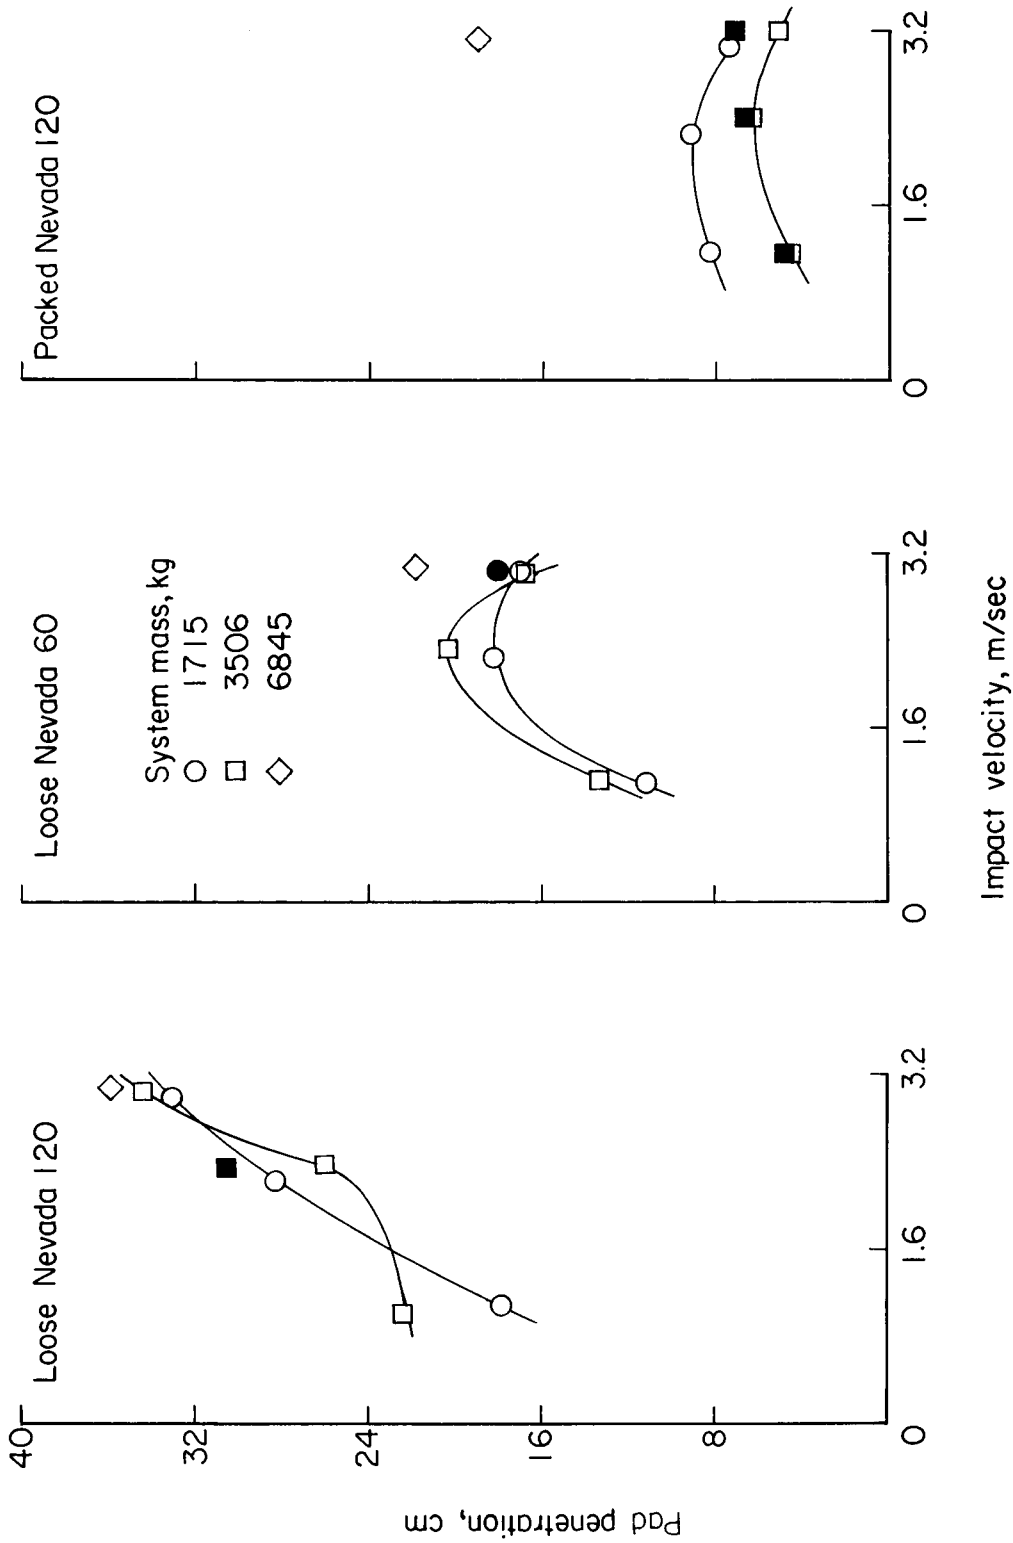 Loose Nevada 120
Loose Nevada 60
Packed Nevada 120
System mass, kg
1715
3506
6845
Pad penetration, cm
40
32
24
16
8
0
1.6
3.2
0
1.6
3.2
0
1.6
3.2
Impact velocity, m/sec